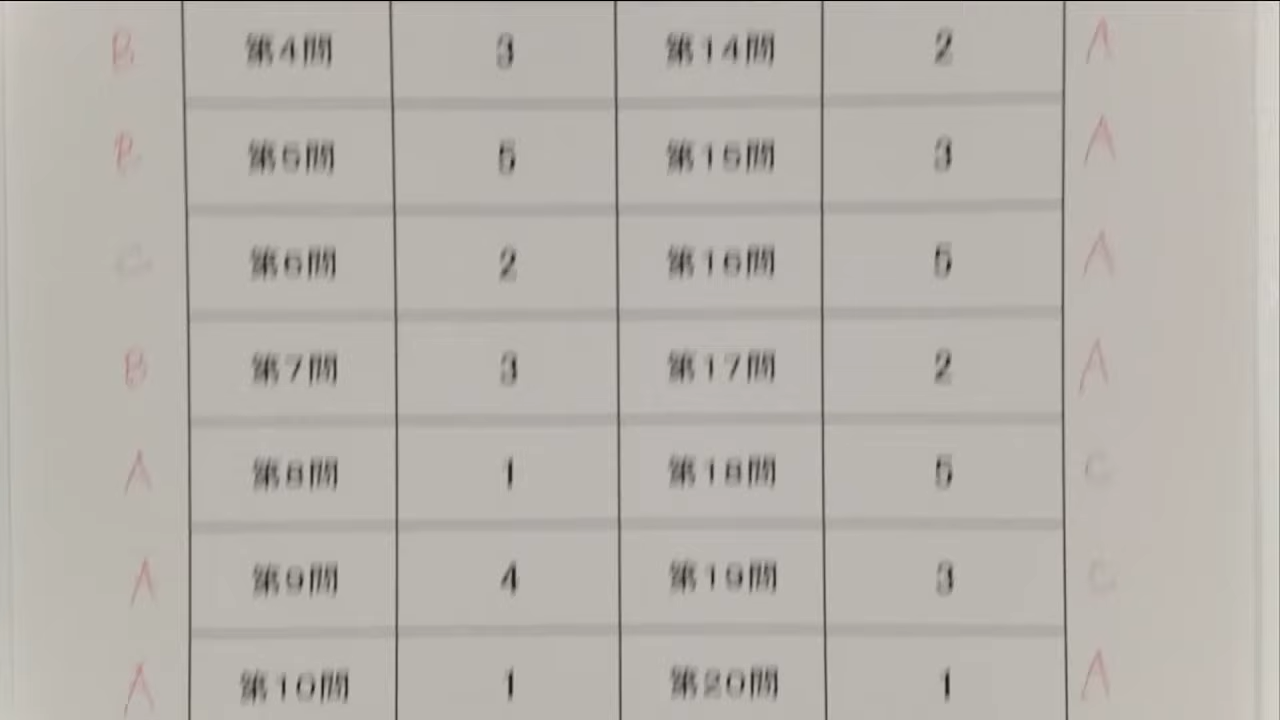 B 第4問 3 第14問 2 A
B 第5問 5 第15問 3 A
C 第6問 2 第16問 5 A
B 第7問 3 第17問 2 A
A 第8問 1 第18問 5 C
A 第9問 4 第19問 3 C
A 第10問 1 第20問 1 A